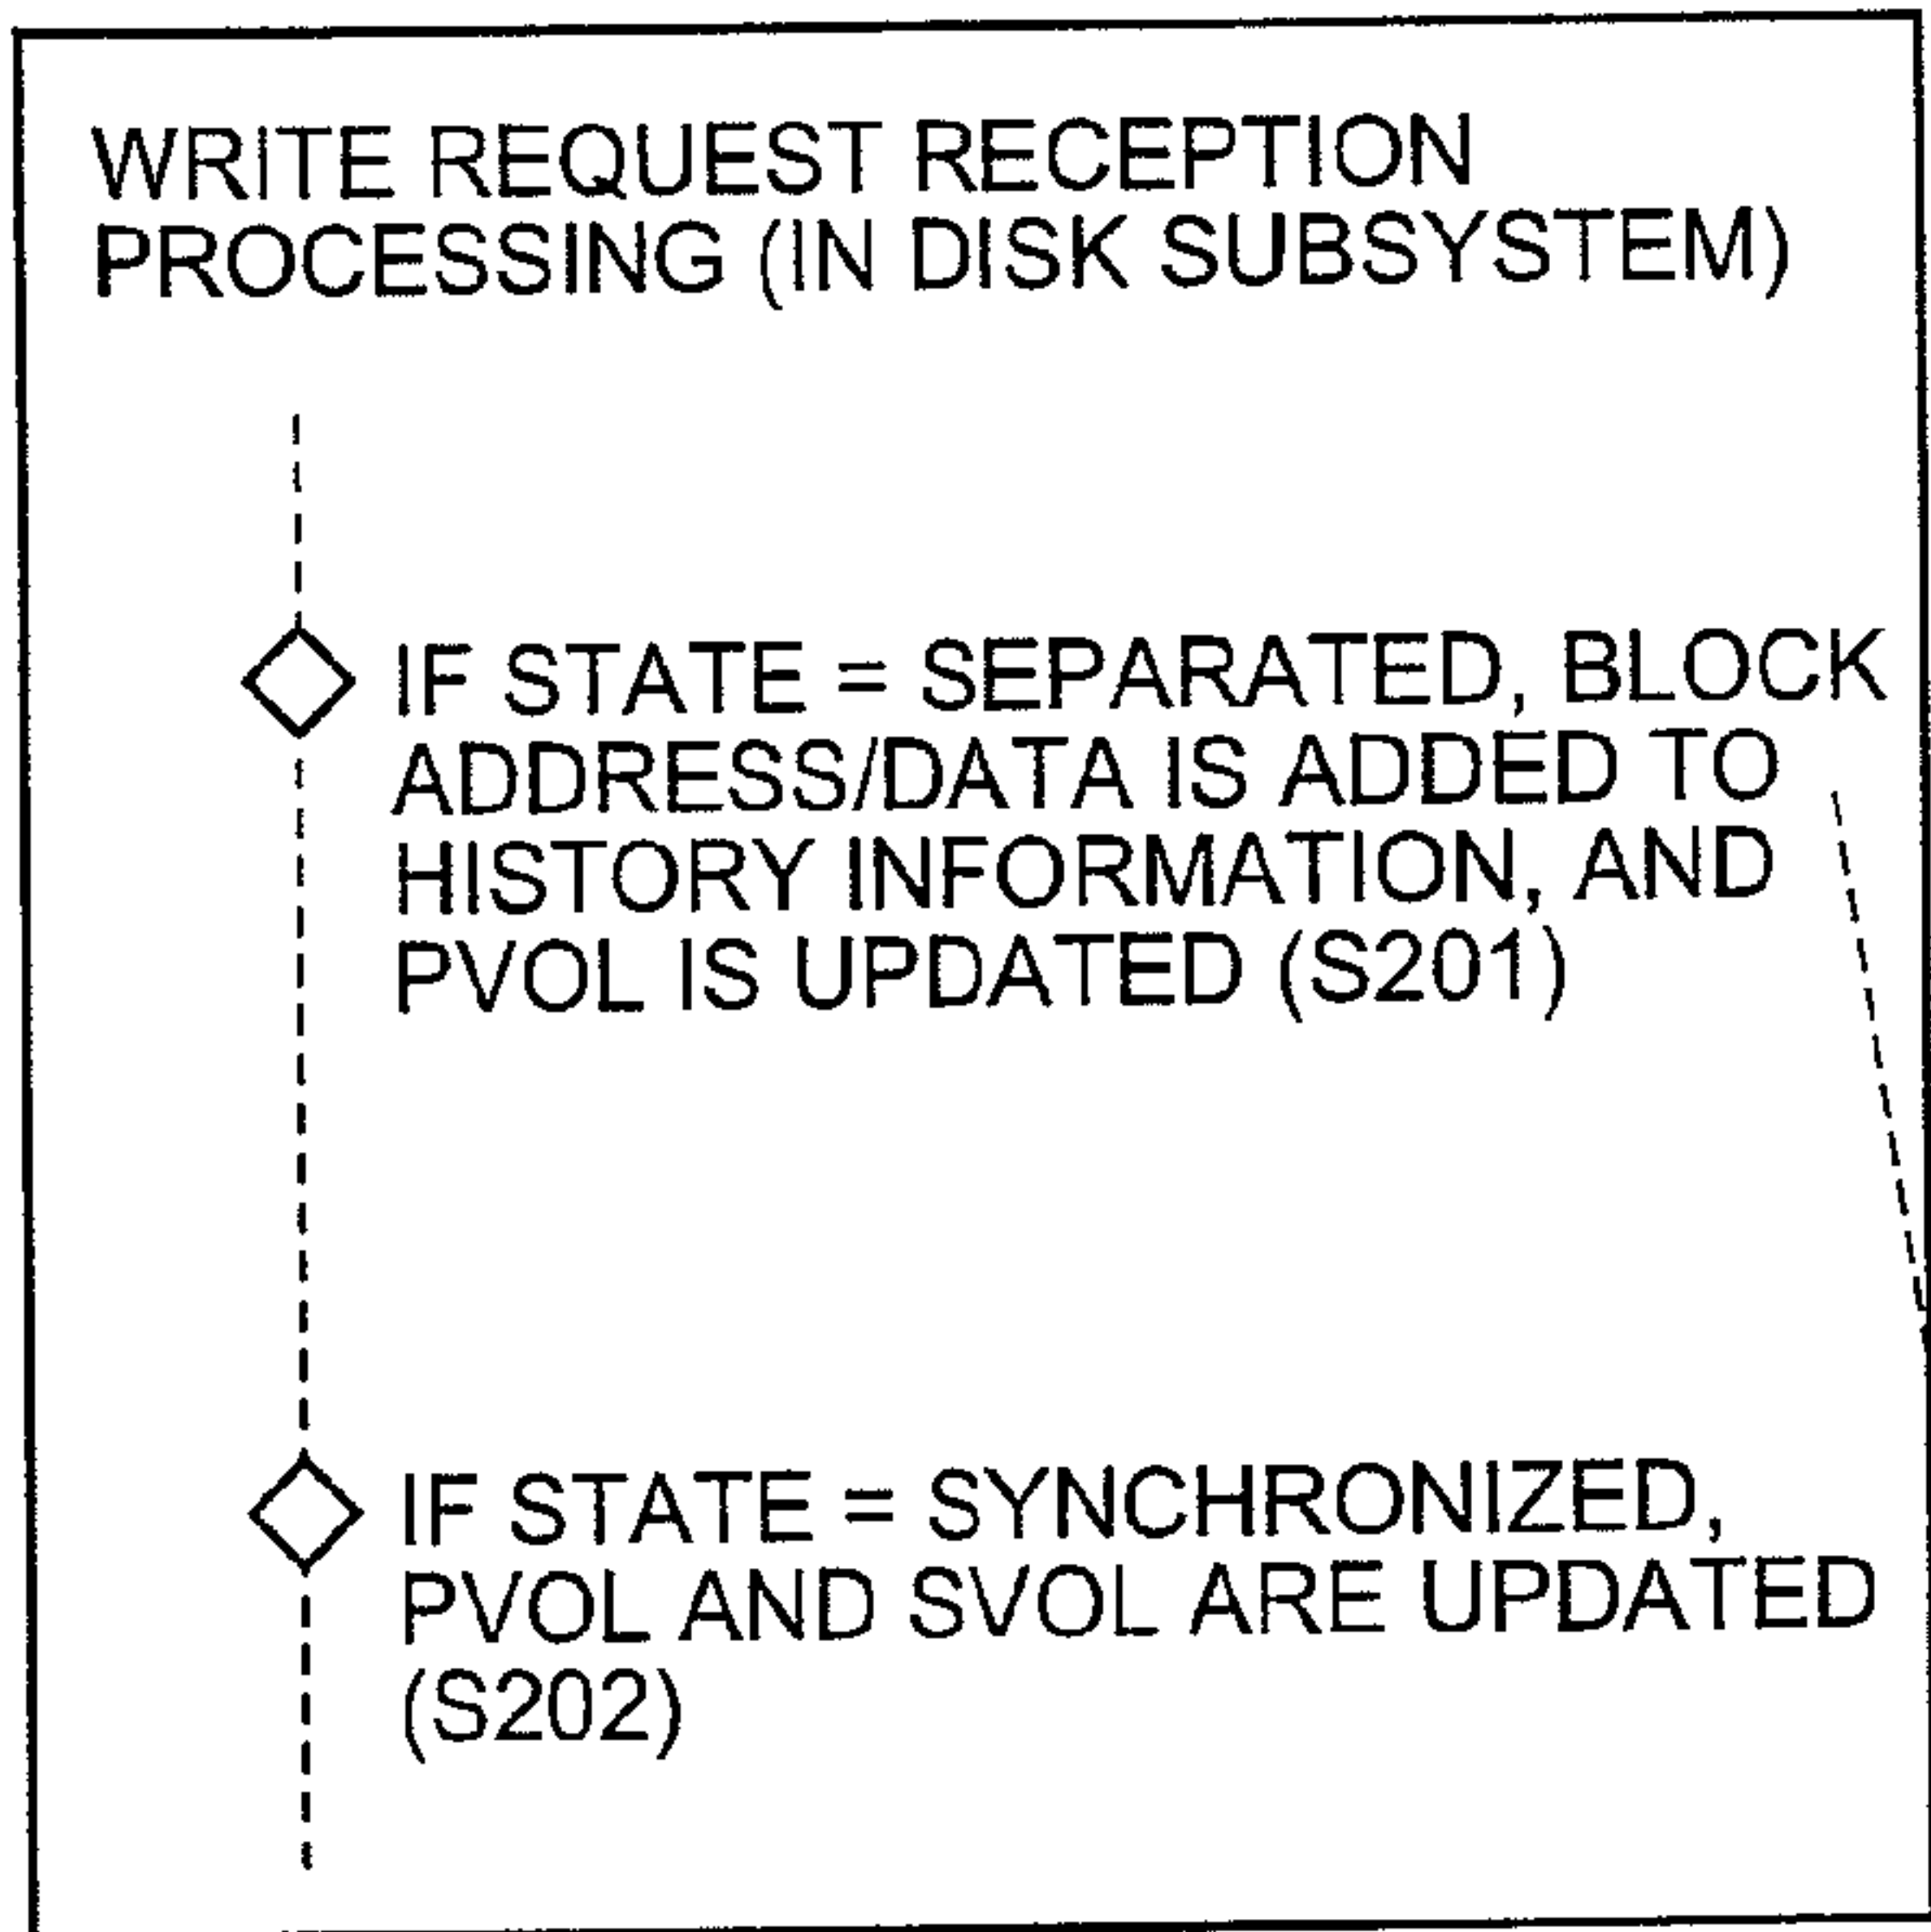 WRITE REQUEST RECEPTION
PROCESSING (IN DISK SUBSYSTEM)
IF STATE = SEPARATED, BLOCK
ADDRESS/DATA IS ADDED TO
HISTORY INFORMATION, AND
PVOL IS UPDATED (S201)
IF STATE = SYNCHRONIZED,
PVOL AND SVOL ARE UPDATED
(S202)